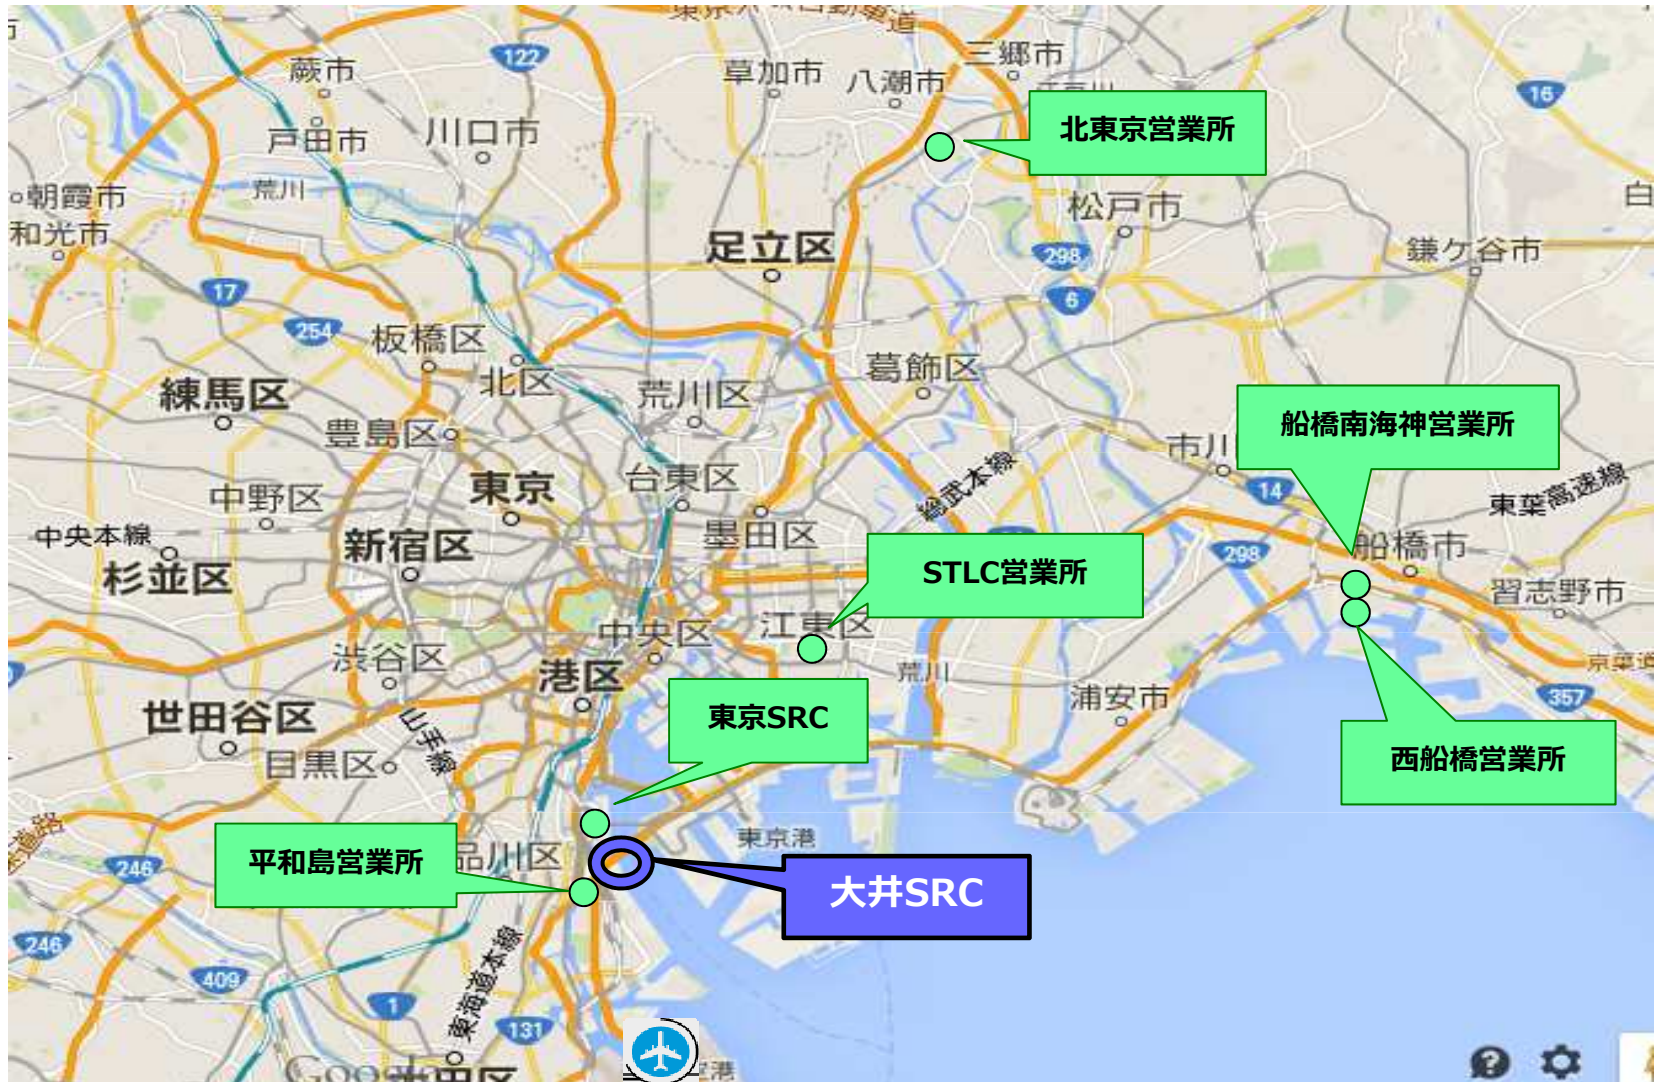 122
蕨市
草加市
八潮市
三郷市
16
戸田市
川口市
北東京営業所
荒川
朝霞市
和光市
松戸市
白
足立区
298
鎌ケ谷市
17
6
254
板橋区
北区
荒川区
葛飾区
練馬区
豊島区
船橋南海神営業所
市川
台東区
総武本線
14
東葉高速線
東京
中野区
墨田区
中央本線
新宿区
298
船橋市
杉並区
STLC営業所
習志野市
江東区
中央区
渋谷区
荒川
京葉道
港区
浦安市
357
世田谷区
山手線
東京SRC
目黒区
西船橋営業所
東京港
平和島営業所
品川区
246
大井SRC
246
409
東海道本線
1
131
大田区
空港